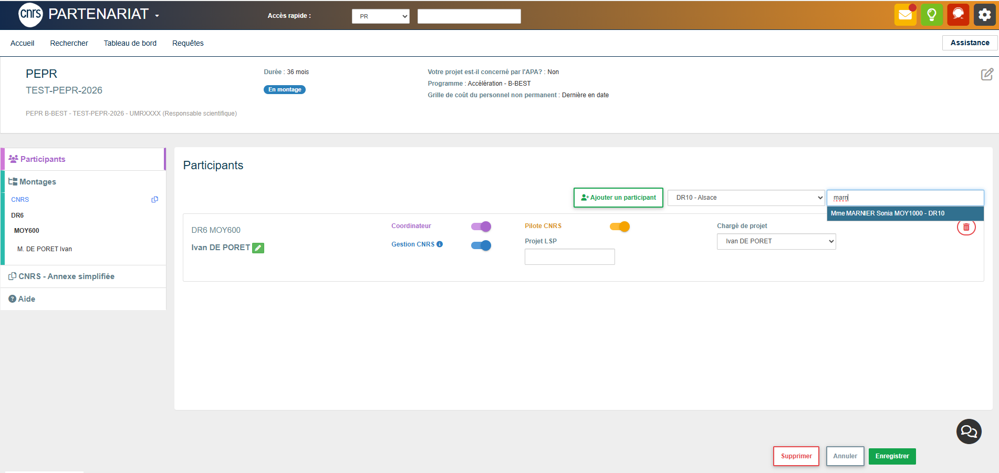 cnrs PARTENARIAT
Accès rapide :
PR
Accueil
Rechercher
Tableau de bord
Requêtes
Assistance
PEPR
TEST-PEPR-2026
PEPR B-BEST - TEST-PEPR-2026 - UMRXXXX (Responsable scientifique)
Durée : 36 mois
En montage
Votre projet est-il concerné par l'APA? : Non
Programme : Accélération - B-BEST
Grille de coût du personnel non permanent : Dernière en date
Participants
Montages
CNRS
DR6
MOY600
M. DE PORET Ivan
CNRS - Annexe simplifiée
Aide
Participants
Ajouter un participant
DR10 - Alsace
marn
Mme MARNIER Sonia MOY1000 - DR10
DR6 MOY600
Ivan DE PORET
Coordinateur
Gestion CNRS
Pilote CNRS
Projet LSP
Chargé de projet
Ivan DE PORET
Supprimer
Annuler
Enregistrer